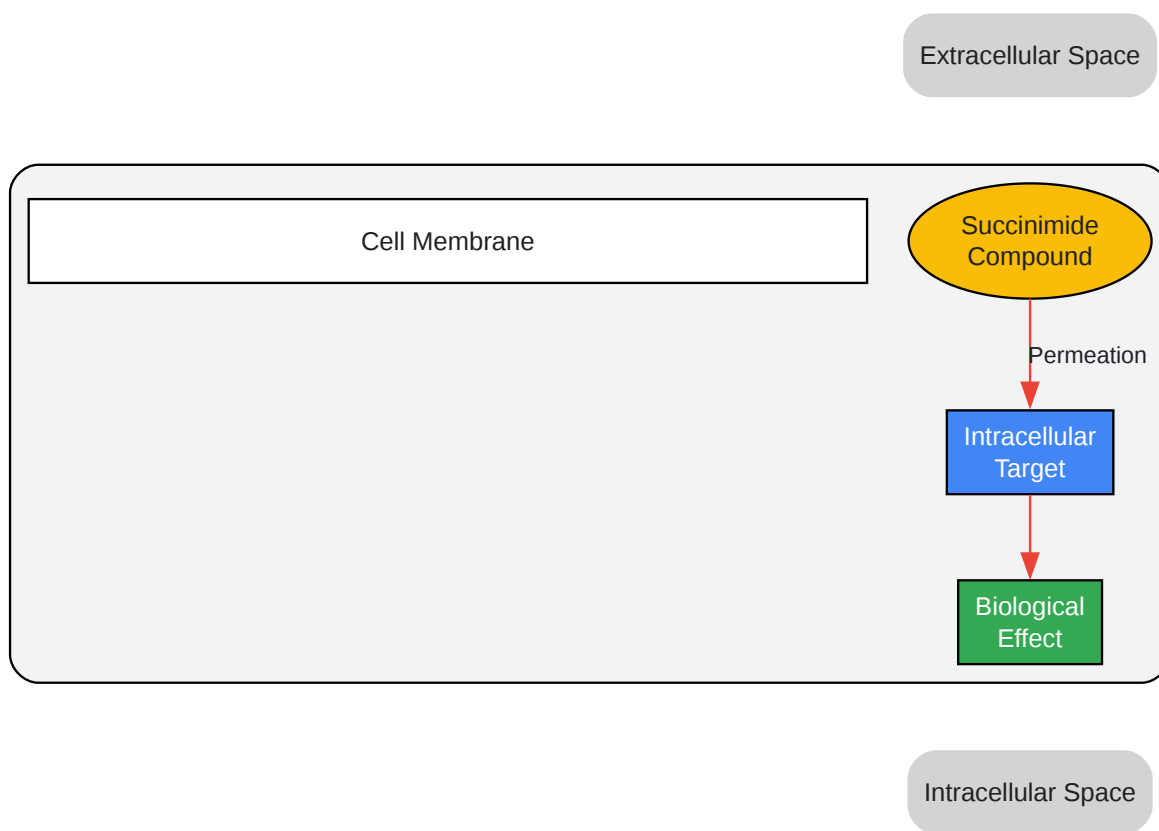 Extracellular Space
Cell Membrane
Succinimide
Compound
Permeation
Intracellular
Target
Biological
Effect
Intracellular Space